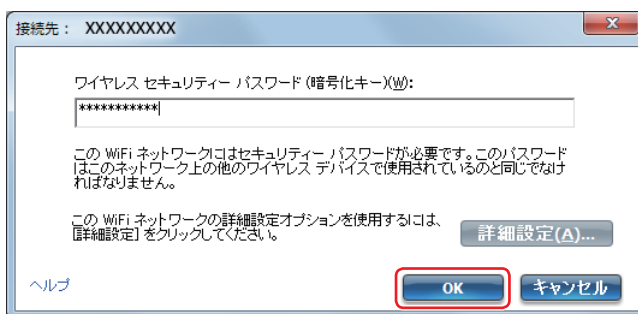 接続先： XXXXXXXXX
ワイヤレス セキュリティー パスワード (暗号化キー)(W):
***********
この WiFi ネットワークにはセキュリティー パスワードが必要です。このパスワード
はこのネットワーク上の他のワイヤレス デバイスで使用されているのと同じでなけ
ればなりません。
この WiFi ネットワークの詳細設定オプションを使用するには、
[詳細設定] をクリックしてください。
詳細設定(A)...
ヘルプ
OK
キャンセル